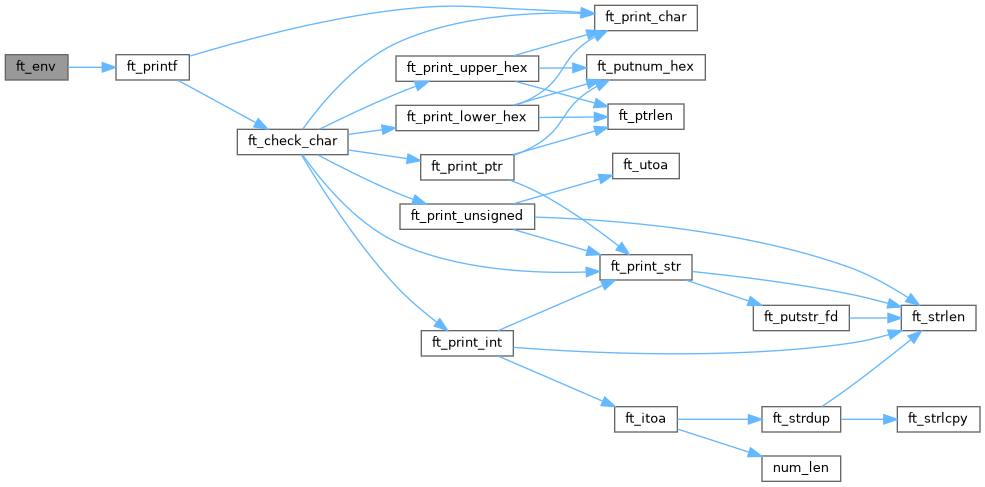 ft_env
ft_printf
ft_check_char
ft_print_char
ft_print_upper_hex
ft_putnum_hex
ft_print_lower_hex
ft_ptrlen
ft_print_ptr
ft_utoa
ft_print_unsigned
ft_print_str
ft_putstr_fd
ft_strlen
ft_print_int
ft_itoa
ft_strdup
ft_strlcpy
num_len